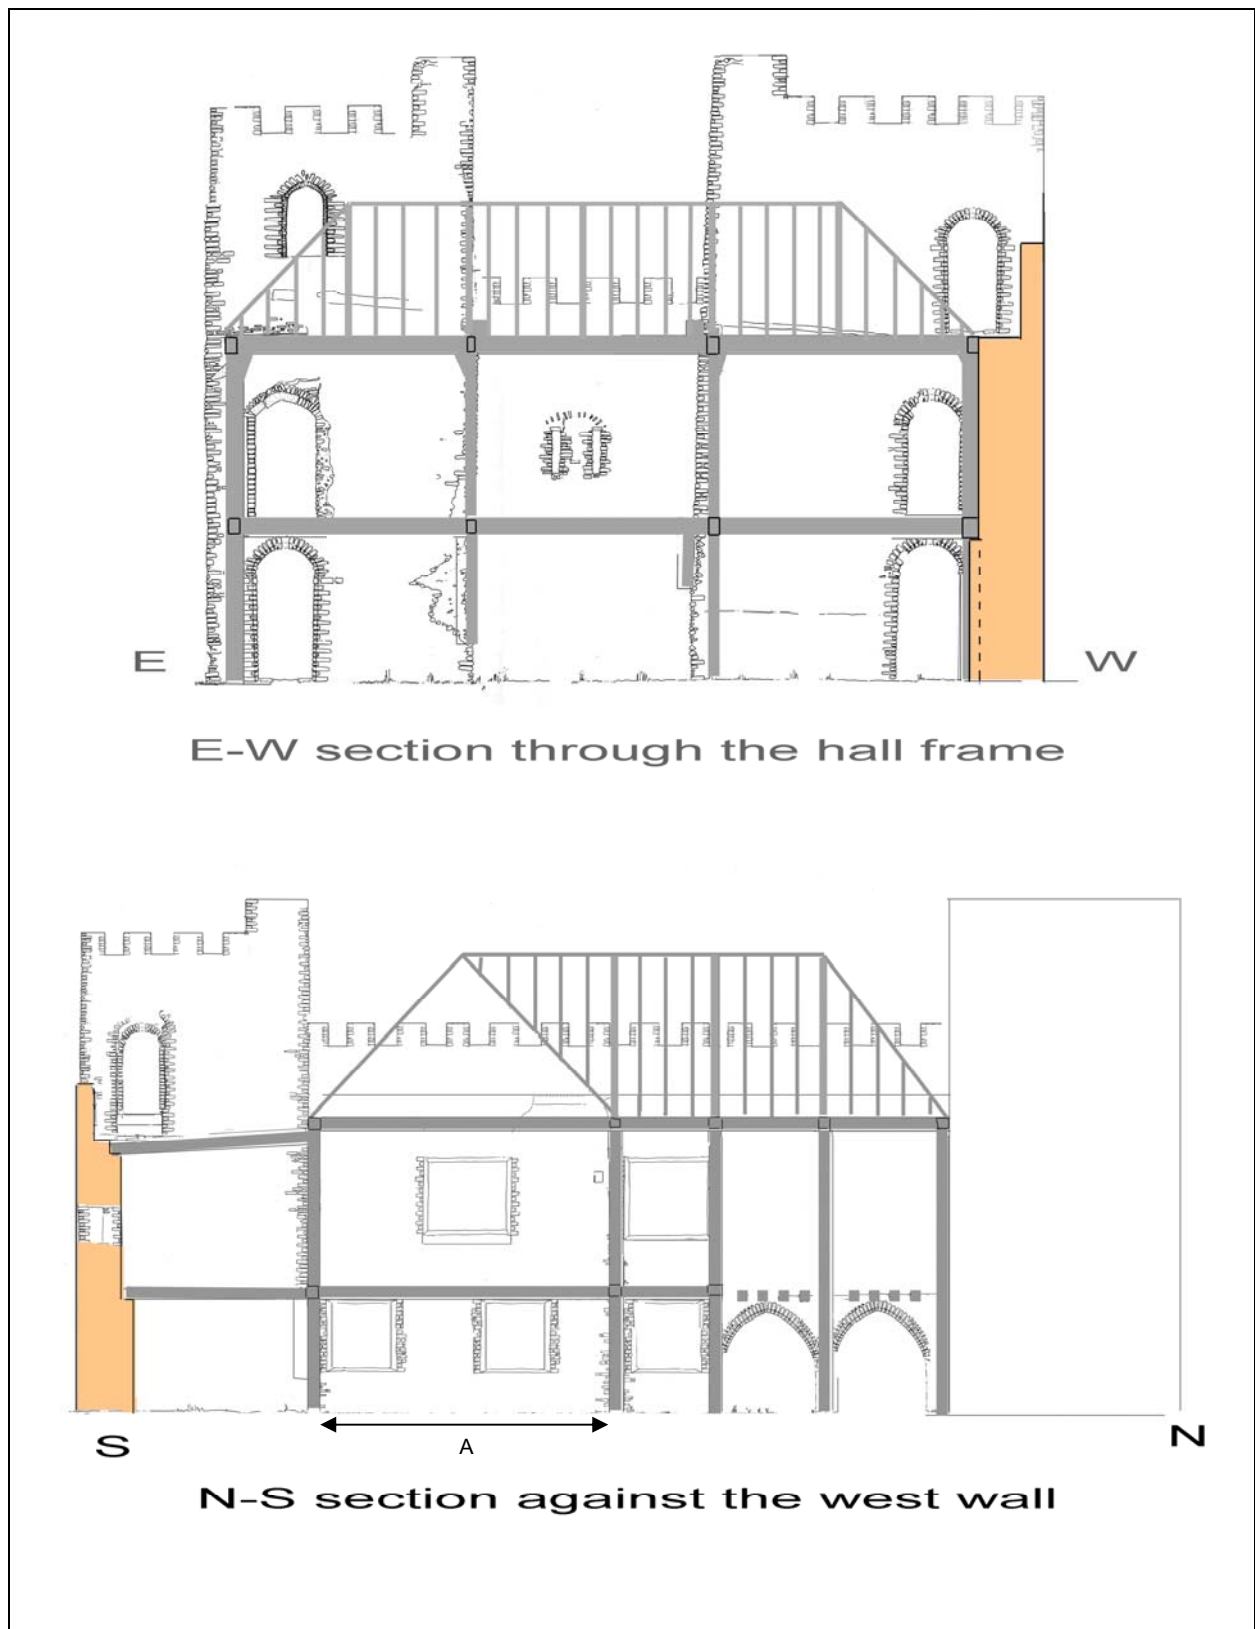 E W
E-W section through the hall frame
S A N
N-S section against the west wall